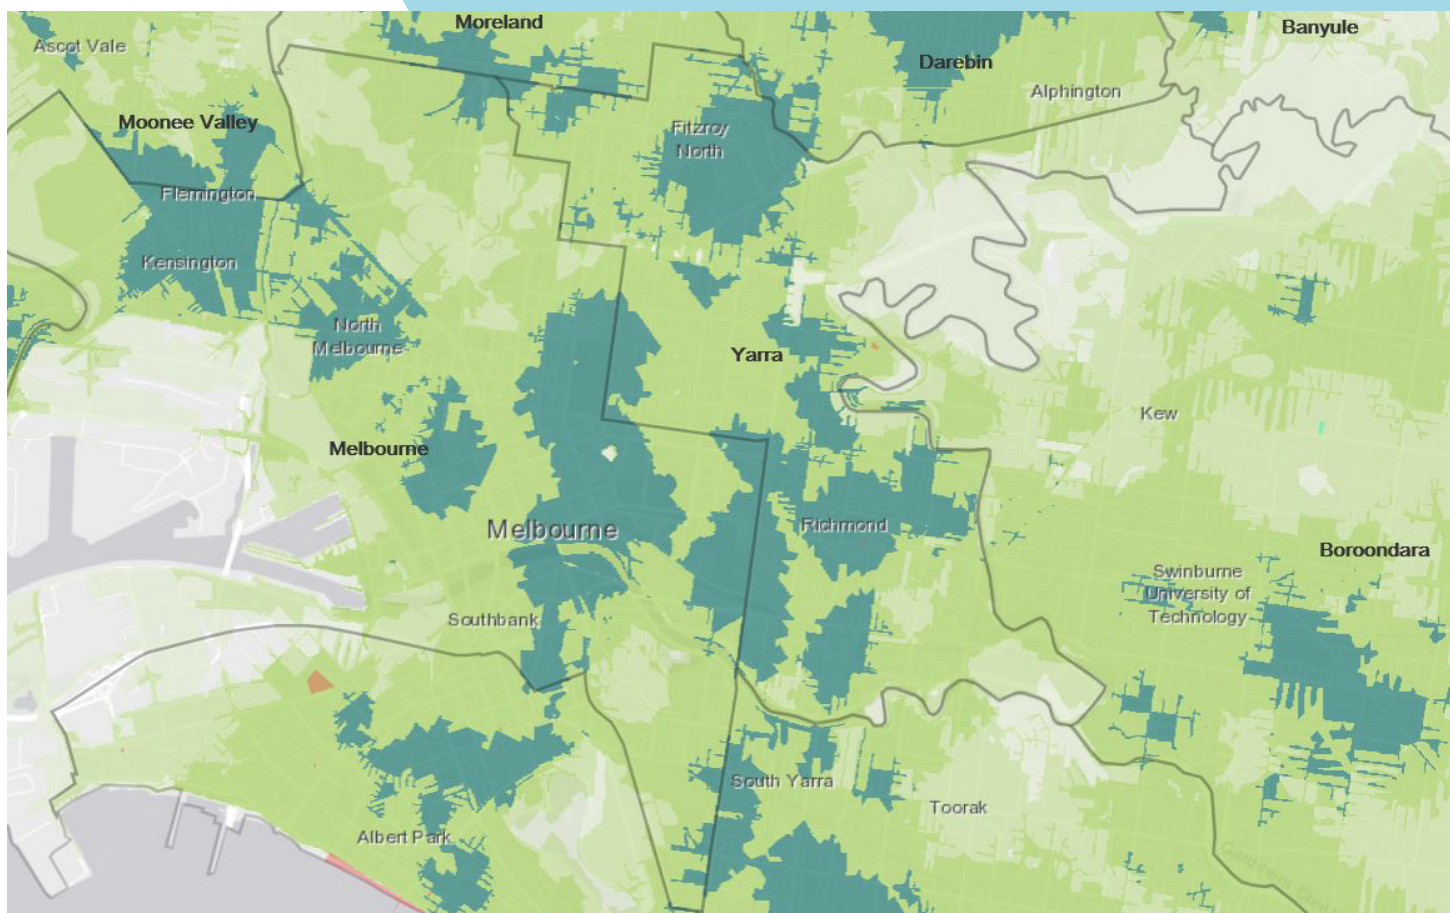 Moreland
Banyule
Ascot Vale
Darebin
Alphington
Moonee Valley
Fitzroy
North
Flemington
Kensington
North
Melbourne
Yarra
Kew
Melbourne
Melbourne
Richmond
Boroondara
Swinburne
University of
Technology
Southbank
South Yarra
Toorak
Albert Park